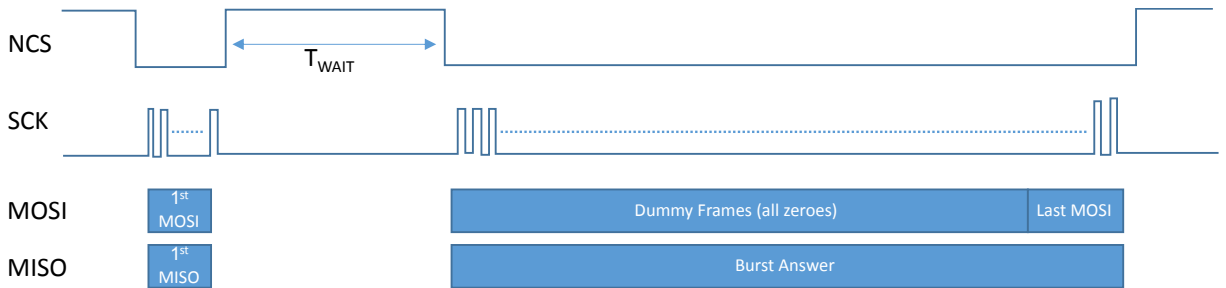 NCS
TWAIT
SCK
MOSI
1st
MOSI
Dummy Frames (all zeroes)
Last MOSI
MISO
1st
MISO
Burst Answer